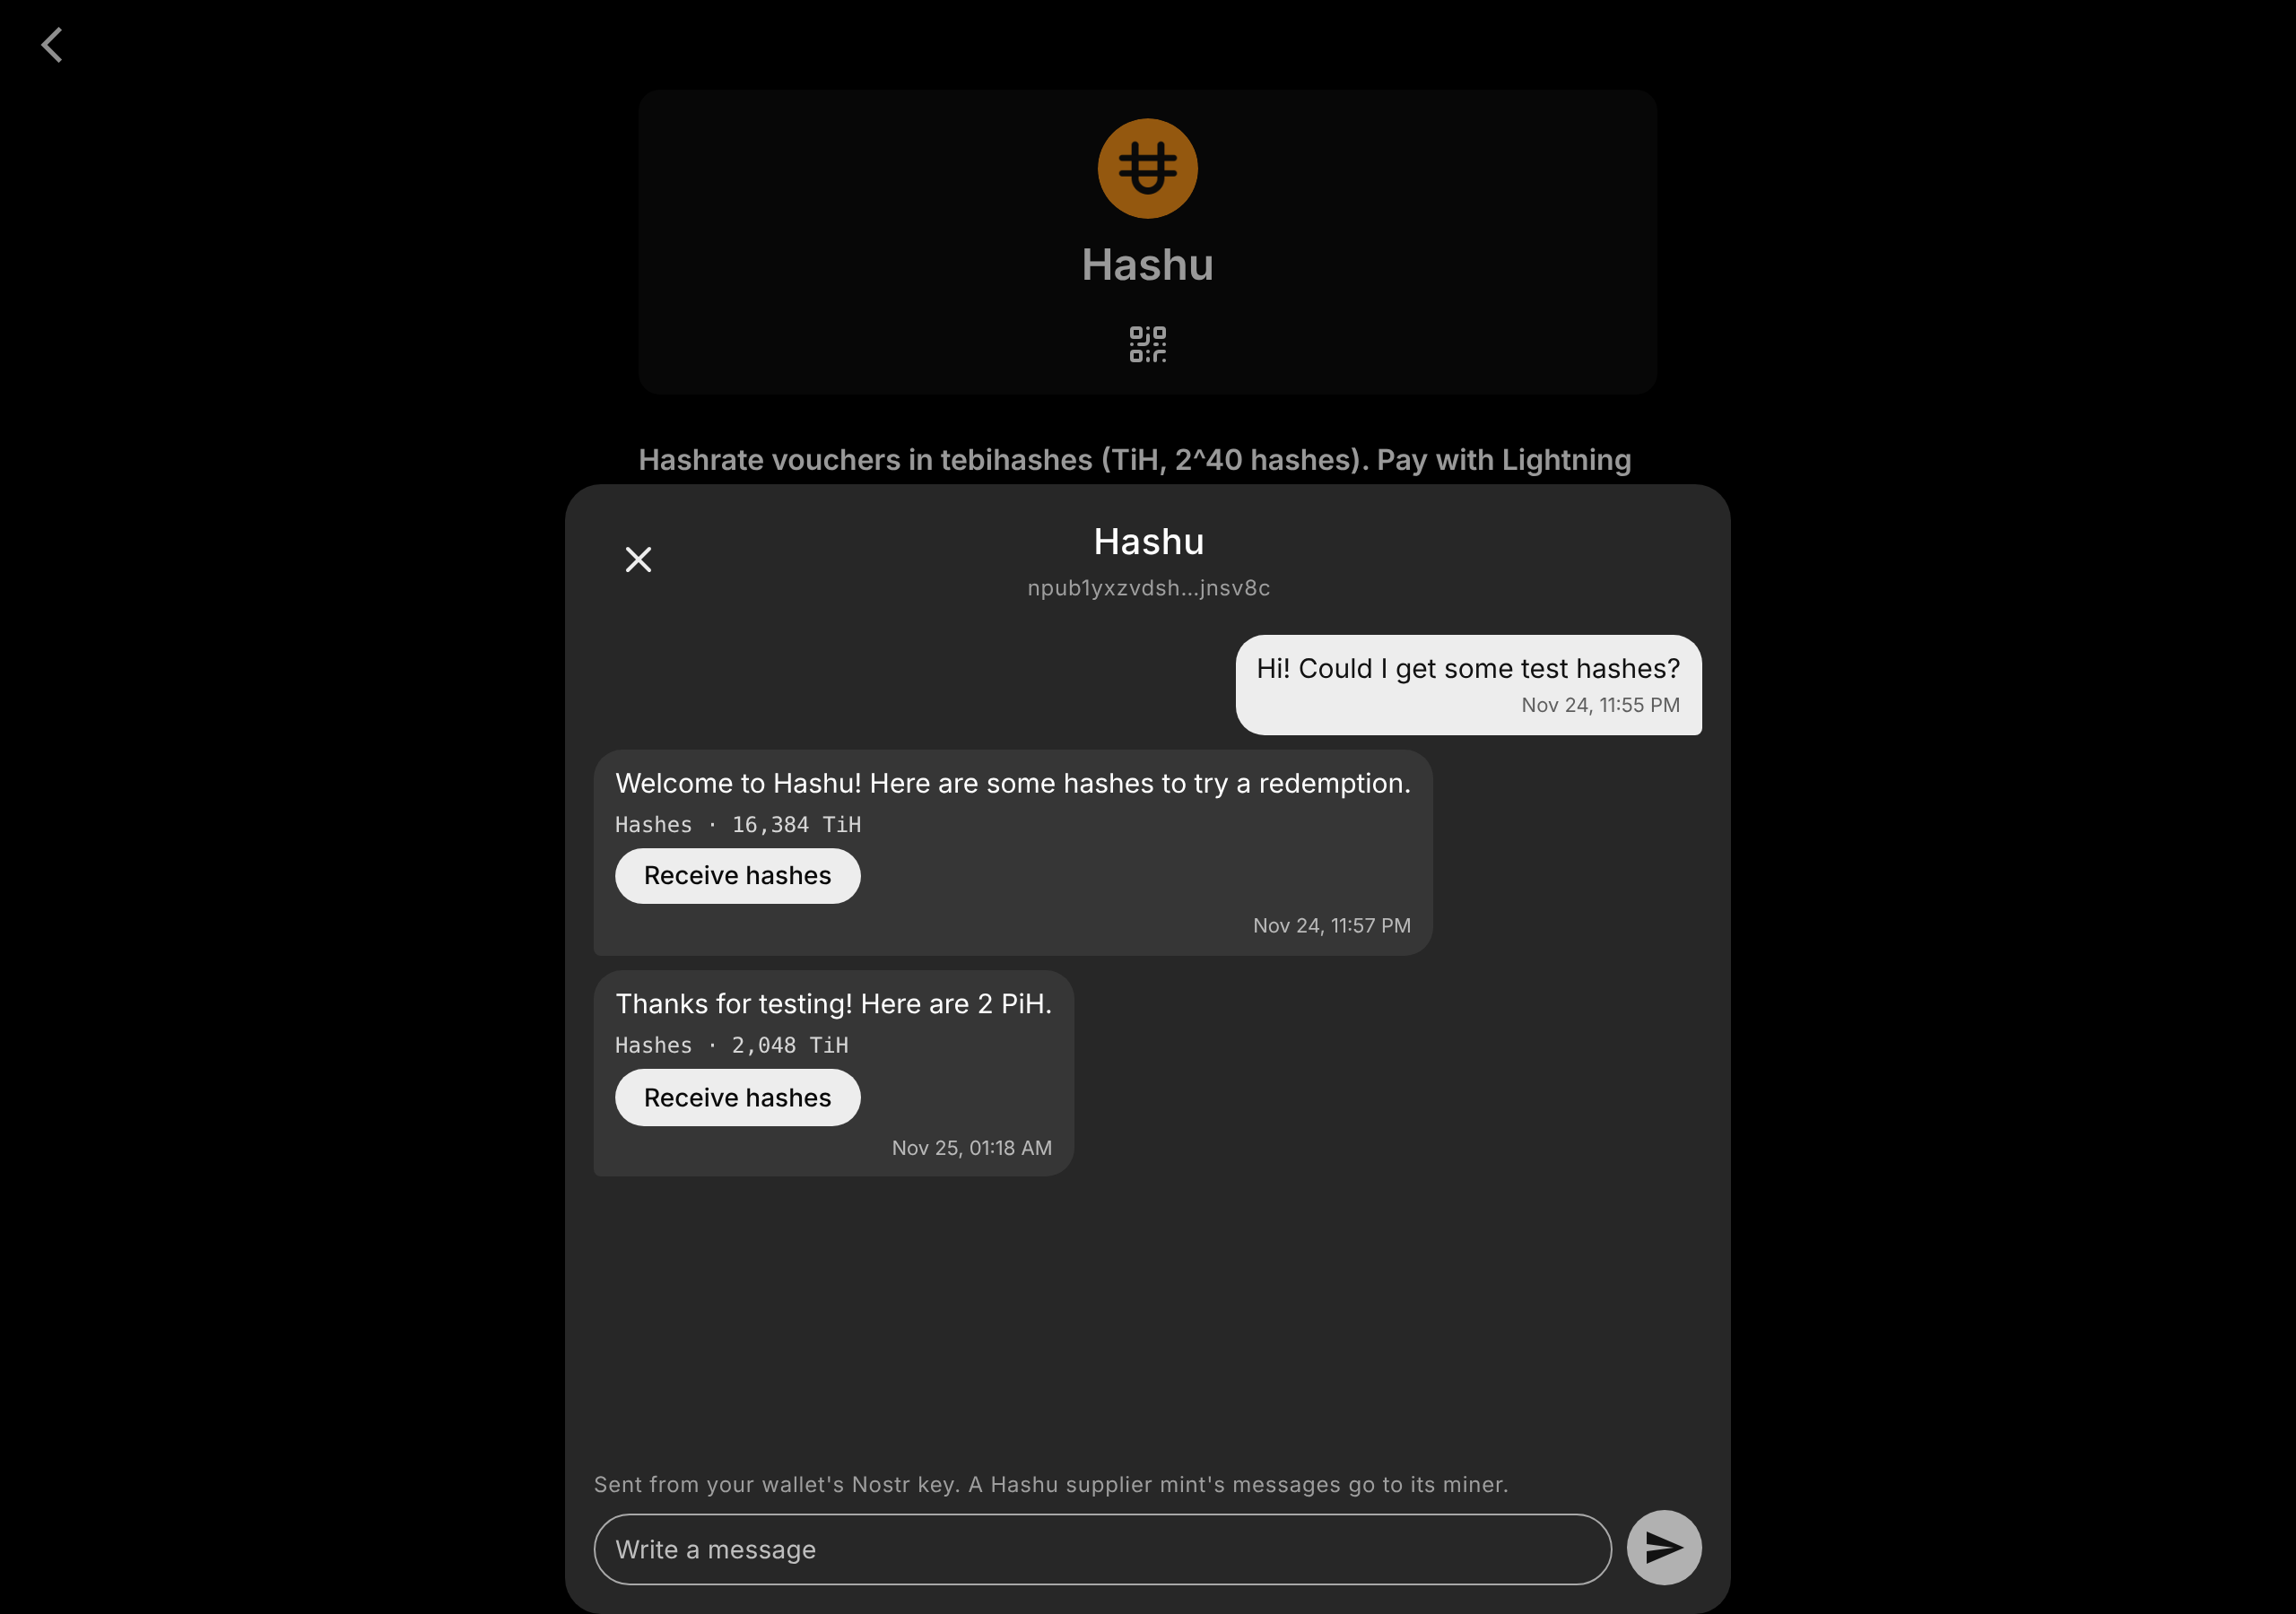 Hashu
Hashrate vouchers in tebihashes (TiH, 2^40 hashes). Pay with Lightning
Hashu
npub1yxzvdsh...jnsv8c
Hi! Could I get some test hashes?
Nov 24, 11:55 PM
Welcome to Hashu! Here are some hashes to try a redemption.
Hashes · 16,384 TiH
Receive hashes
Nov 24, 11:57 PM
Thanks for testing! Here are 2 PiH.
Hashes · 2,048 TiH
Receive hashes
Nov 25, 01:18 AM
Sent from your wallet's Nostr key. A Hashu supplier mint's messages go to its miner.
Write a message